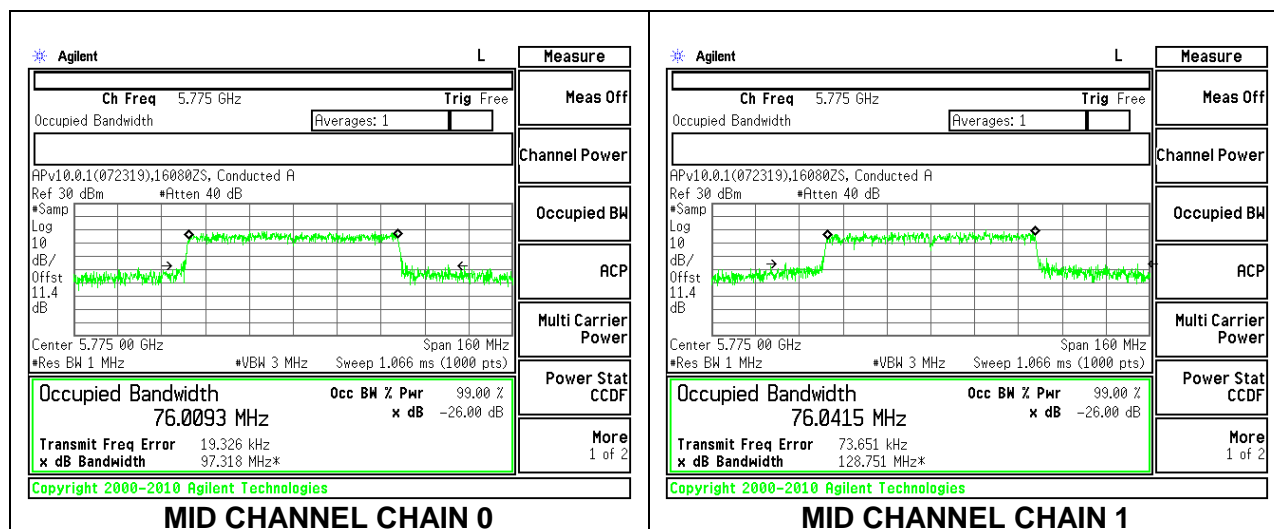 Agilent L Measure
Ch Freq 5.775 GHz Trig Free
Meas Off
Occupied Bandwidth Averages: 1
Channel Power
APv10.0.1(072319),16080ZS, Conducted A
Ref 30 dBm #Atten 40 dB
#Samp
Log
10
dB/
Offst
11.4
dB
Occupied BW
ACP
Multi Carrier
Power
Center 5.775 00 GHz Span 160 MHz
#Res BW 1 MHz #VBW 3 MHz Sweep 1.066 ms (1000 pts)
Power Stat
CCDF
Occupied Bandwidth Occ BW % Pwr 99.00 %
76.0093 MHz x dB -26.00 dB
Transmit Freq Error 19.326 kHz
x dB Bandwidth 97.318 MHz*
More
1 of 2
Copyright 2000-2010 Agilent Technologies
MID CHANNEL CHAIN 0
Agilent L Measure
Ch Freq 5.775 GHz Trig Free
Meas Off
Occupied Bandwidth Averages: 1
Channel Power
APv10.0.1(072319),16080ZS, Conducted A
Ref 30 dBm #Atten 40 dB
#Samp
Log
10
dB/
Offst
11.4
dB
Occupied BW
ACP
Multi Carrier
Power
Center 5.775 00 GHz Span 160 MHz
#Res BW 1 MHz #VBW 3 MHz Sweep 1.066 ms (1000 pts)
Power Stat
CCDF
Occupied Bandwidth Occ BW % Pwr 99.00 %
76.0415 MHz x dB -26.00 dB
Transmit Freq Error 73.651 kHz
x dB Bandwidth 128.751 MHz*
More
1 of 2
Copyright 2000-2010 Agilent Technologies
MID CHANNEL CHAIN 1